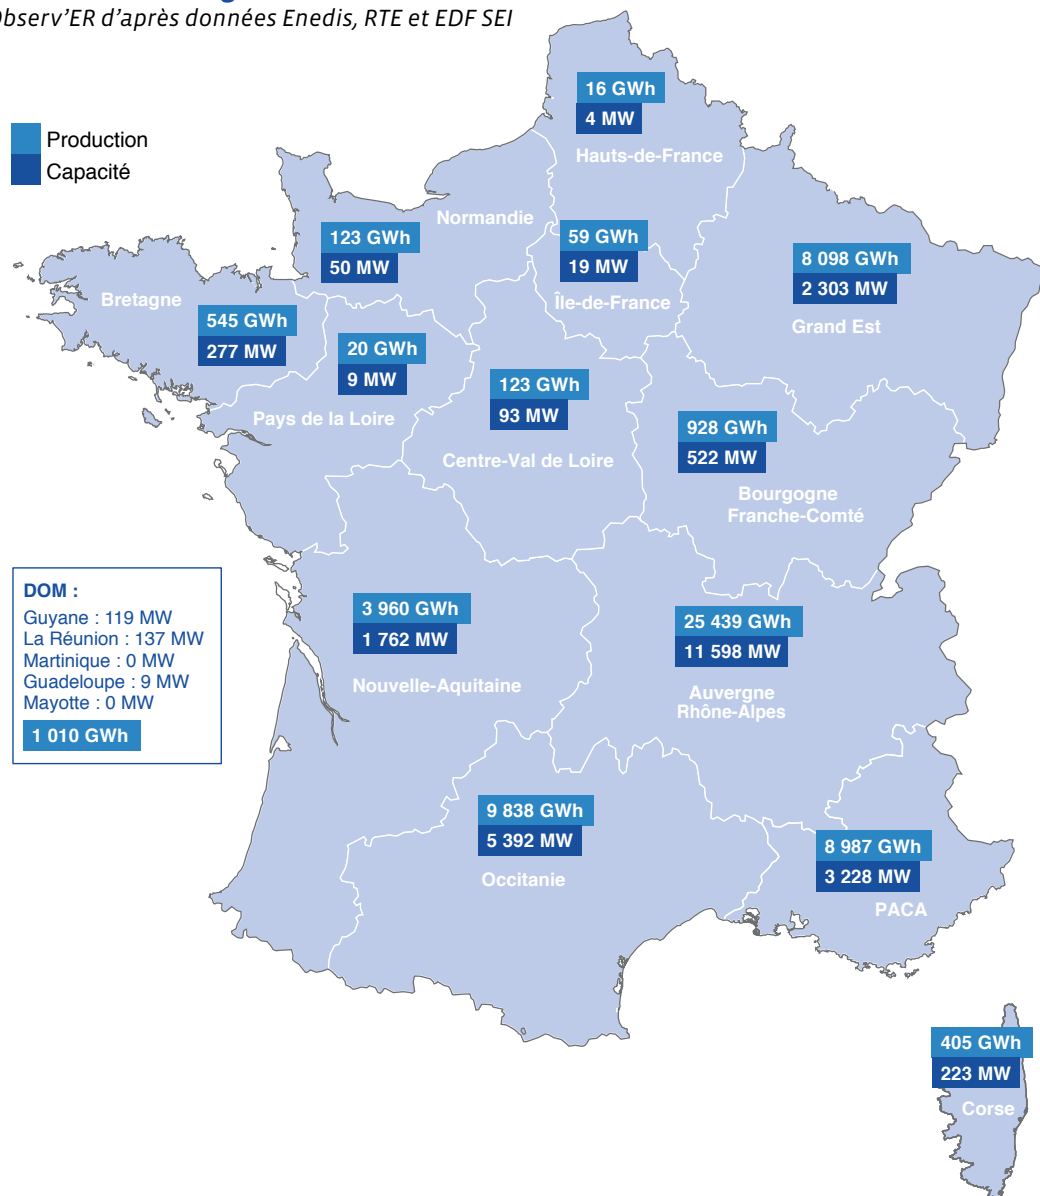 Observ'ER d'après données Enedis, RTE et EDF SEI
Production
Capacité
16 GWh
4 MW
Hauts-de-France
Normandie
123 GWh
50 MW
59 GWh
19 MW
Île-de-France
8 098 GWh
2 303 MW
Grand Est
Bretagne
545 GWh
277 MW
20 GWh
9 MW
Pays de la Loire
123 GWh
93 MW
Centre-Val de Loire
928 GWh
522 MW
Bourgogne
Franche-Comté
DOM :
Guyane : 119 MW
La Réunion : 137 MW
Martinique : 0 MW
Guadeloupe : 9 MW
Mayotte : 0 MW
1 010 GWh
3 960 GWh
1 762 MW
Nouvelle-Aquitaine
25 439 GWh
11 598 MW
Auvergne
Rhône-Alpes
9 838 GWh
5 392 MW
Occitanie
8 987 GWh
3 228 MW
PACA
405 GWh
223 MW
Corse